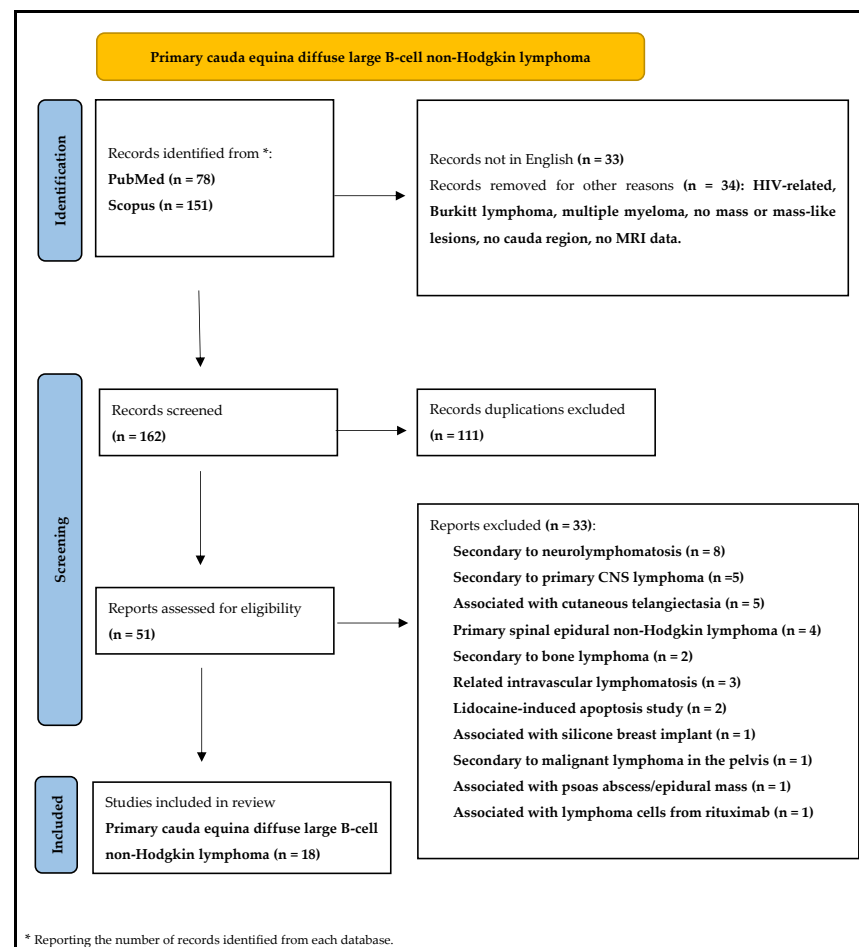 Primary cauda equina diffuse large B-cell non-Hodgkin lymphoma
Identification
Records identified from *:
PubMed (n = 78)
Scopus (n = 151)
Records not in English (n = 33)
Records removed for other reasons (n = 34): HIV-related,
Burkitt lymphoma, multiple myeloma, no mass or mass-like
lesions, no cauda region, no MRI data.
Screening
Records screened
(n = 162)
Records duplications excluded
(n = 111)
Reports assessed for eligibility
(n = 51)
Reports excluded (n = 33):
Secondary to neurolymphomatosis (n = 8)
Secondary to primary CNS lymphoma (n =5)
Associated with cutaneous telangiectasia (n = 5)
Primary spinal epidural non-Hodgkin lymphoma (n = 4)
Secondary to bone lymphoma (n = 2)
Related intravascular lymphomatosis (n = 3)
Lidocaine-induced apoptosis study (n = 2)
Associated with silicone breast implant (n = 1)
Secondary to malignant lymphoma in the pelvis (n = 1)
Associated with psoas abscess/epidural mass (n = 1)
Associated with lymphoma cells from rituximab (n = 1)
Included
Studies included in review
Primary cauda equina diffuse large B-cell
non-Hodgkin lymphoma (n = 18)
* Reporting the number of records identified from each database.